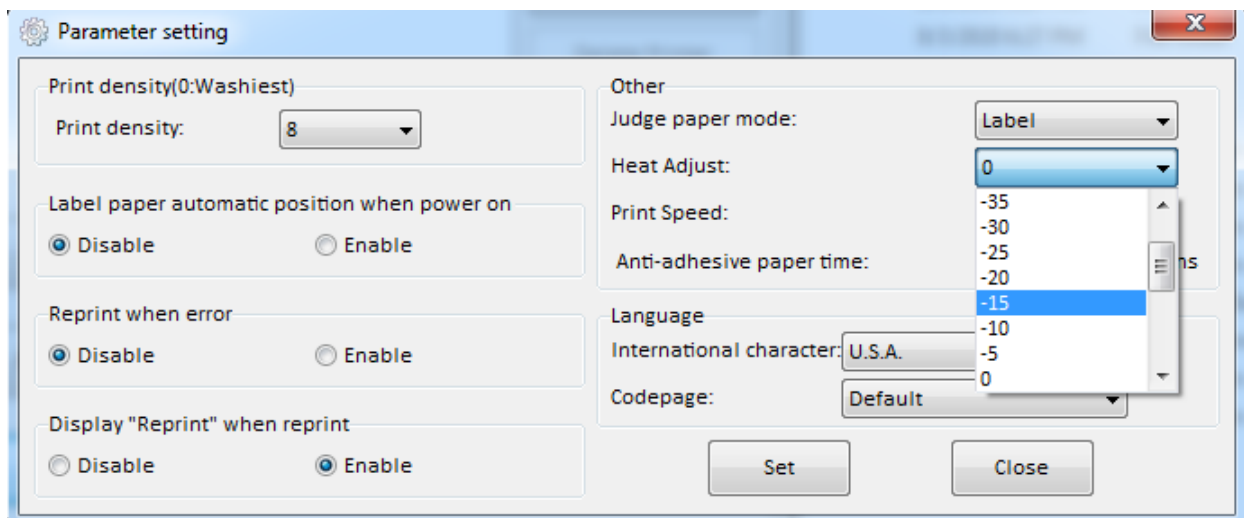 Parameter setting
Print density(0:Washiest)
Print density: 8
Label paper automatic position when power on
Disable Enable
Reprint when error
Disable Enable
Display "Reprint" when reprint
Disable Enable
Other
Judge paper mode: Label
Heat Adjust: 0
-35
-30
-25
-20
-15
-10
-5
0
Print Speed:
Anti-adhesive paper time:
Language
International character: U.S.A.
Codepage: Default
Set Close